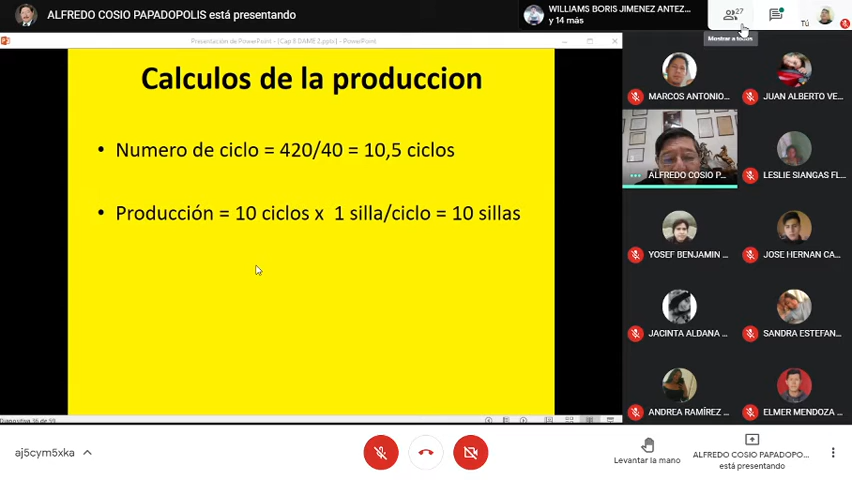 ALFREDO COSIO PAPADOPOLIS está presentando
WILLIAMS BORIS JIMENEZ ANTEZ...
y 14 más
27
Tú
Mostrar a todos
Presentación de PowerPoint - [Cap II DAME 2.pptx] - PowerPoint
Calculos de la produccion
• Numero de ciclo = 420/40 = 10,5 ciclos
• Producción = 10 ciclos x 1 silla/ciclo = 10 sillas
MARCOS ANTONIO...
JUAN ALBERTO VE...
ALFREDO COSIO P...
LESLIE SIANGAS FL...
YOSEF BENJAMIN ...
JOSE HERNAN CA...
JACINTA ALDANA ...
SANDRA ESTEFAN...
ANDREA RAMÍREZ ...
ELMER MENDOZA ...
aj5cym5xka
Levantar la mano
ALFREDO COSIO PAPADOPO...
está presentando